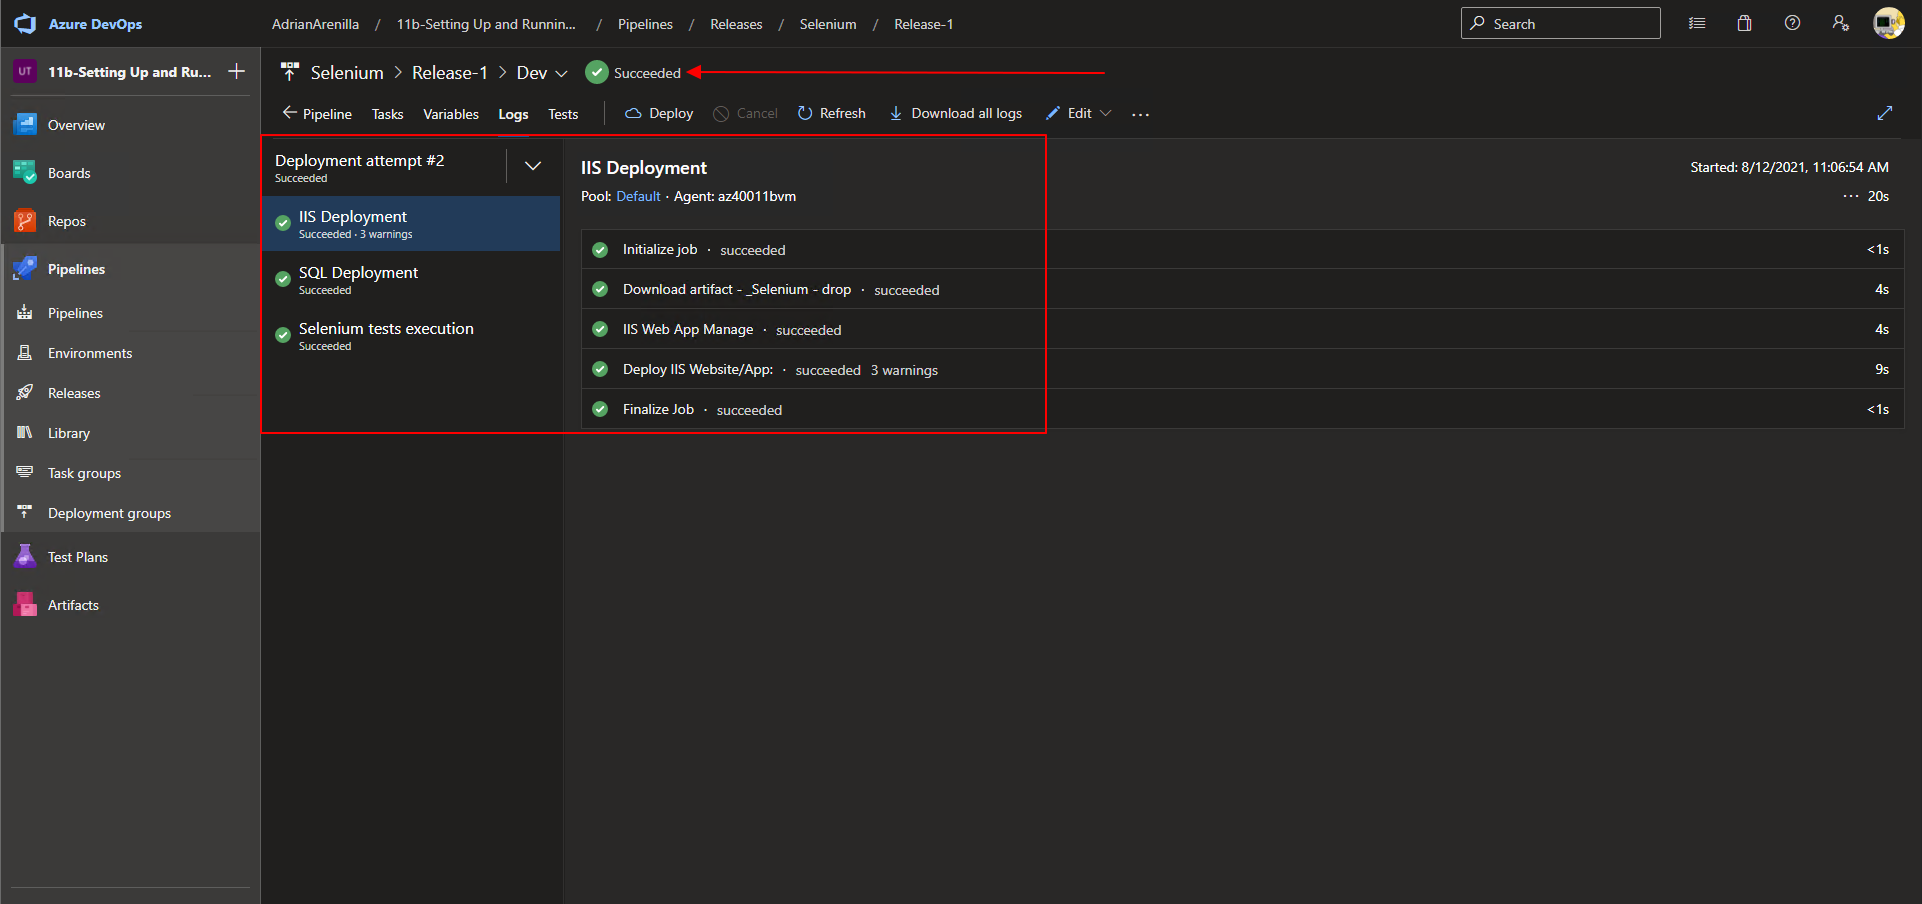 Azure DevOps
AdrianArenilla / 11b-Setting Up and Runnin... / Pipelines / Releases / Selenium / Release-1
Search
UT 11b-Setting Up and Ru...
Overview
Boards
Repos
Pipelines
Pipelines
Environments
Releases
Library
Task groups
Deployment groups
Test Plans
Artifacts
Selenium > Release-1 > Dev Succeeded
Pipeline Tasks Variables Logs Tests Deploy Cancel Refresh Download all logs Edit ...
Deployment attempt #2
Succeeded
IIS Deployment
Succeeded · 3 warnings
SQL Deployment
Succeeded
Selenium tests execution
Succeeded
IIS Deployment
Started: 8/12/2021, 11:06:54 AM
Pool: Default · Agent: az40011bvm
... 20s
Initialize job · succeeded <1s
Download artifact - _Selenium - drop · succeeded 4s
IIS Web App Manage · succeeded 4s
Deploy IIS Website/App: · succeeded 3 warnings 9s
Finalize Job · succeeded <1s